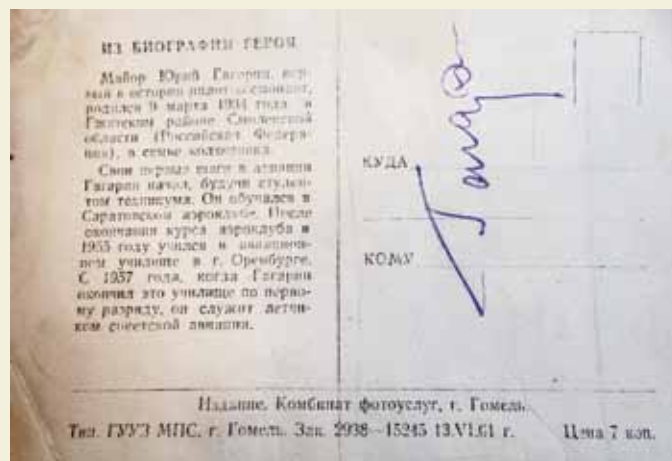 ИЗ БИОГРАФИИ ГЕРОЯ
Майор Юрий Гагарин, пер-
вый в истории пилот-космонавт,
родился 9 марта 1934 года в
Гжатском районе Смоленской
области (Российская Федера-
ция), в семье колхозника.
Свои первые шаги в авиации
Гагарин начал, будучи студен-
том техникума. Он обучался в
Саратовском аэроклубе. После
окончания курса аэроклуба в
1955 году учился в авиацион-
ном училище в г. Оренбурге.
С 1957 года, когда Гагарин
окончил это училище по перво-
му разряду, он служит летчи-
ком советской авиации.
КУДА
КОМУ
Издание. Комбинат фотоуслуг, г. Гомель.
Тип. ГУУЗ МПС, г. Гомель. Зак. 2938—15245 13.VI.61 г. Цена 7 коп.